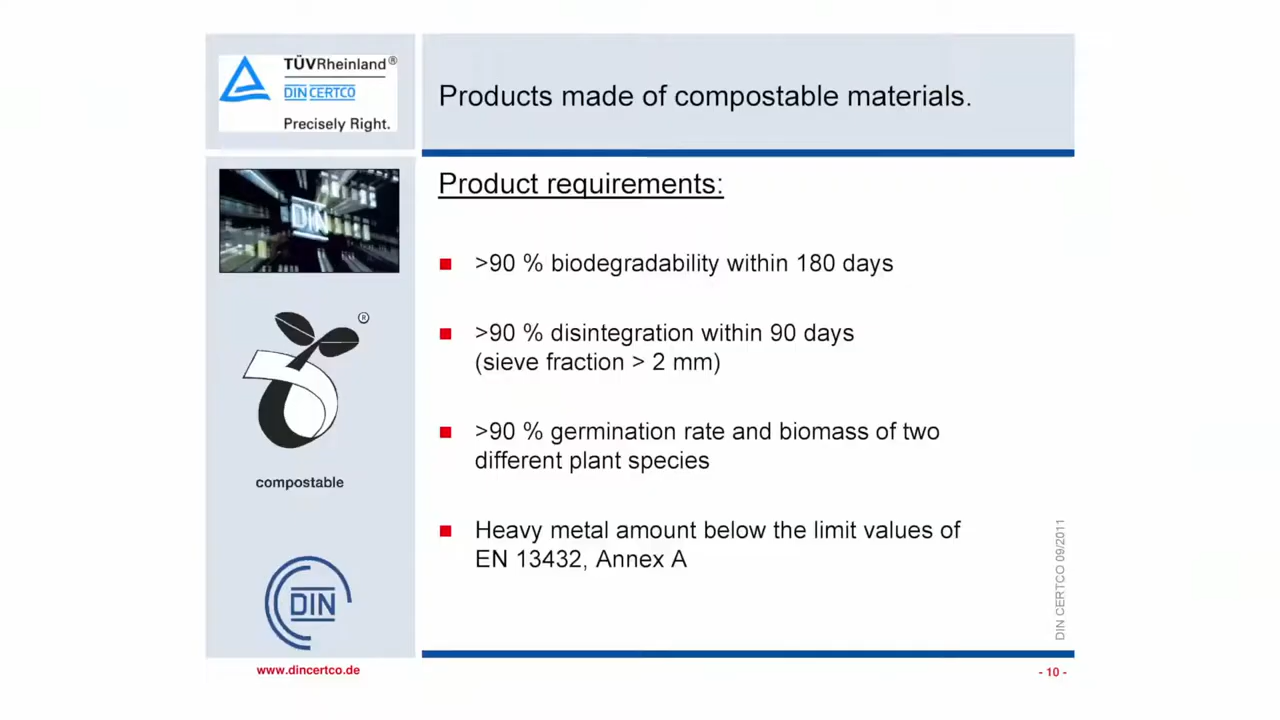 TÜVRheinland®
DIN CERTCO
Precisely Right.
Products made of compostable materials.
DIN
®
compostable
DIN
www.dincertco.de
Product requirements:
>90 % biodegradability within 180 days
>90 % disintegration within 90 days
(sieve fraction > 2 mm)
>90 % germination rate and biomass of two
different plant species
Heavy metal amount below the limit values of
EN 13432, Annex A
DIN CERTCO 09/2011
- 10 -